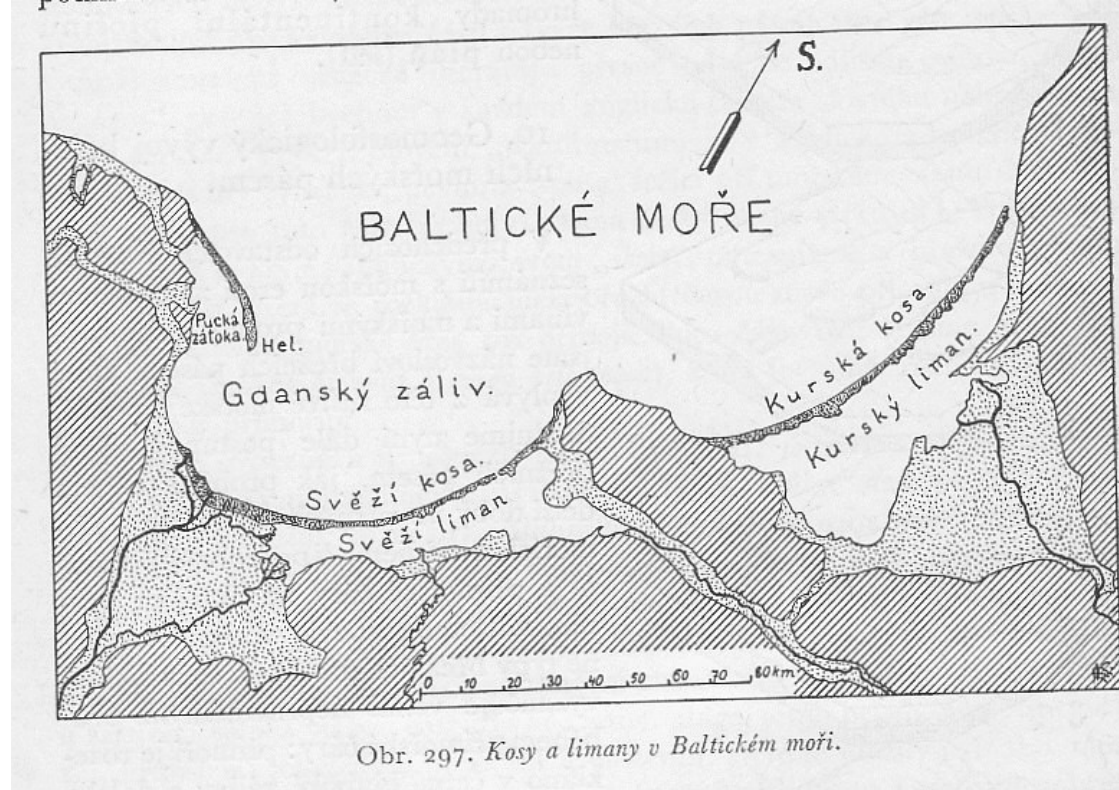 S.
BALTICKÉ MOŘE
Pucká
zátoka.
Hel.
Gdanský záliv.
Kurská kosa.
Kurský liman.
Svěží kosa.
Svěží liman
0 10 20 30 40 50 60 70 80 km
Obr. 297. Kosy a limany v Baltickém moři.